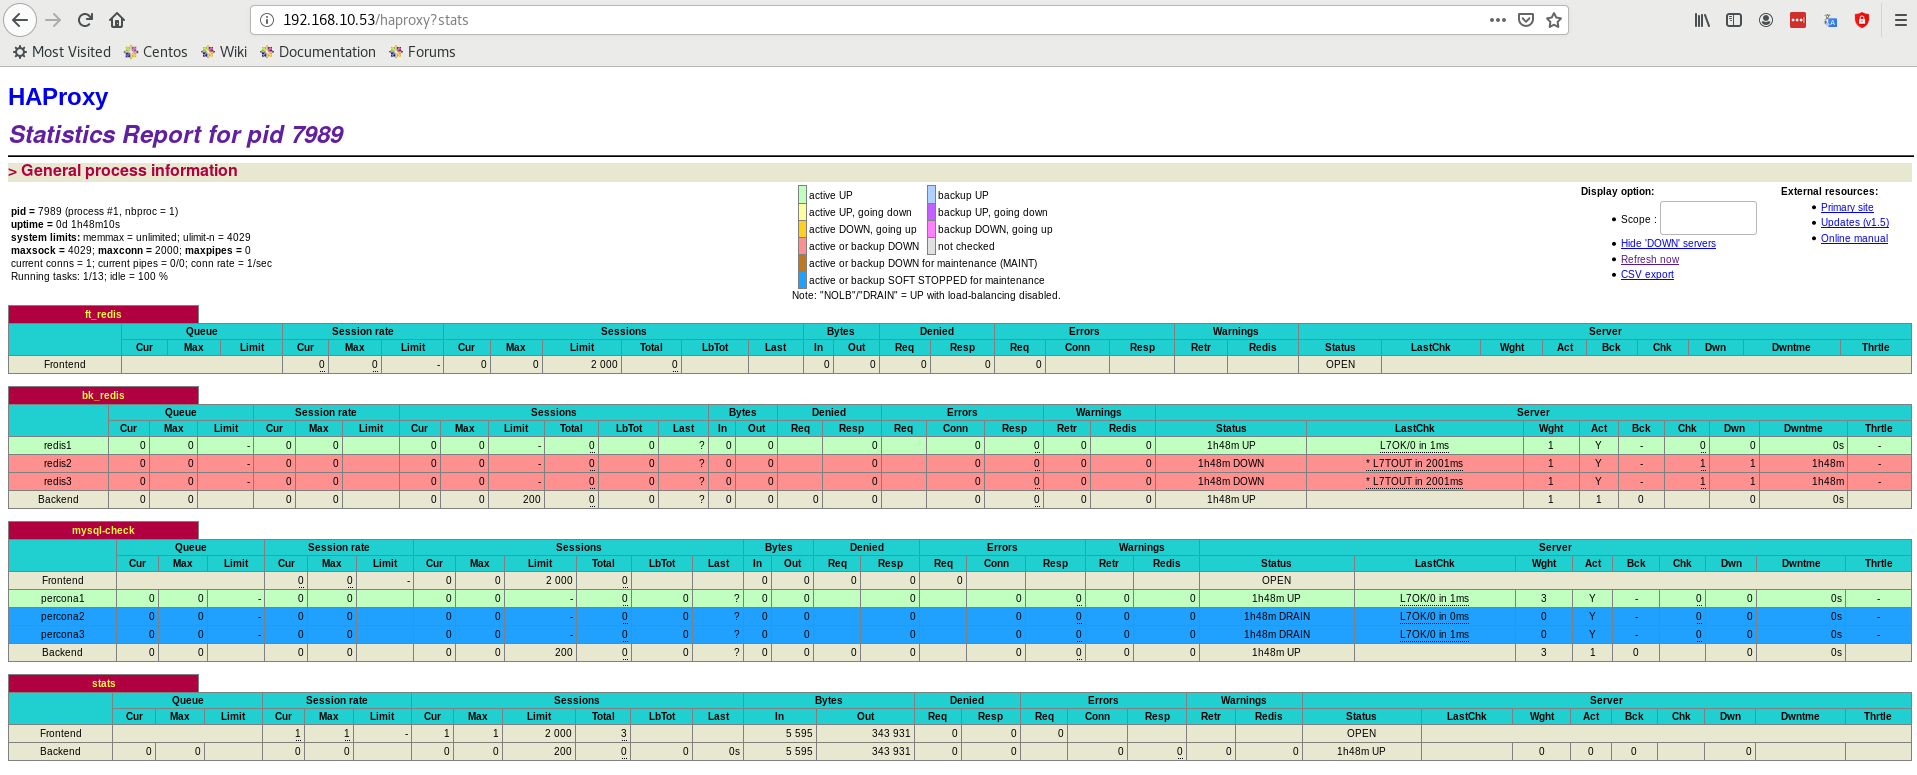 192.168.10.53/haproxy?stats
Most Visited Centos Wiki Documentation Forums
HAProxy
Statistics Report for pid 7989
> General process information
pid = 7989 (process #1, nbproc = 1)
uptime = 0d 1h48m10s
system limits: memmax = unlimited; ulimit-n = 4029
maxsock = 4029; maxconn = 2000; maxpipes = 0
current conns = 1; current pipes = 0/0; conn rate = 1/sec
Running tasks: 1/13; idle = 100 %
active UP backup UP
active UP, going down backup UP, going down
active DOWN, going up backup DOWN, going up
active or backup DOWN not checked
active or backup DOWN for maintenance (MAINT)
active or backup SOFT STOPPED for maintenance
Note: "NOLB"/"DRAIN" = UP with load-balancing disabled.
Display option:
Scope :
Hide 'DOWN' servers
Refresh now
CSV export
External resources:
Primary site
Updates (v1.5)
Online manual
ft_redis
Queue Session rate Sessions Bytes Denied Errors Warnings Server
Cur Max Limit Cur Max Limit Cur Max Limit Total LbTot Last In Out Req Resp Req Conn Resp Retr Redis Status LastChk Wght Act Bck Chk Dwn Dwntme Thrtle
Frontend 0 0 - 0 0 2 000 0 0 0 0 0 0 OPEN
bk_redis
Queue Session rate Sessions Bytes Denied Errors Warnings Server
Cur Max Limit Cur Max Limit Cur Max Limit Total LbTot Last In Out Req Resp Req Conn Resp Retr Redis Status LastChk Wght Act Bck Chk Dwn Dwntme Thrtle
redis1 0 0 - 0 0 0 0 - 0 0 ? 0 0 0 0 0 0 0 1h48m UP L7OK/0 in 1ms 1 Y - 0 0 0s -
redis2 0 0 - 0 0 0 0 - 0 0 ? 0 0 0 0 0 0 0 1h48m DOWN * L7TOUT in 2001ms 1 Y - 1 1 1h48m -
redis3 0 0 - 0 0 0 0 - 0 0 ? 0 0 0 0 0 0 0 1h48m DOWN * L7TOUT in 2001ms 1 Y - 1 1 1h48m -
Backend 0 0 0 0 0 0 200 0 0 ? 0 0 0 0 0 0 0 0 1h48m UP 1 1 0 0 0s
mysql-check
Queue Session rate Sessions Bytes Denied Errors Warnings Server
Cur Max Limit Cur Max Limit Cur Max Limit Total LbTot Last In Out Req Resp Req Conn Resp Retr Redis Status LastChk Wght Act Bck Chk Dwn Dwntme Thrtle
Frontend 0 0 - 0 0 2 000 0 0 0 0 0 0 OPEN
percona1 0 0 - 0 0 0 0 - 0 0 ? 0 0 0 0 0 0 0 1h48m UP L7OK/0 in 1ms 3 Y - 0 0 0s -
percona2 0 0 - 0 0 0 0 - 0 0 ? 0 0 0 0 0 0 0 1h48m DRAIN L7OK/0 in 0ms 0 Y - 0 0 0s -
percona3 0 0 - 0 0 0 0 - 0 0 ? 0 0 0 0 0 0 0 1h48m DRAIN L7OK/0 in 1ms 0 Y - 0 0 0s -
Backend 0 0 0 0 0 0 200 0 0 ? 0 0 0 0 0 0 0 0 1h48m UP 3 1 0 0 0s
stats
Queue Session rate Sessions Bytes Denied Errors Warnings Server
Cur Max Limit Cur Max Limit Cur Max Limit Total LbTot Last In Out Req Resp Req Conn Resp Retr Redis Status LastChk Wght Act Bck Chk Dwn Dwntme Thrtle
Frontend 1 1 - 1 1 2 000 3 5 595 343 931 0 0 0 OPEN
Backend 0 0 0 0 0 0 200 0 0 0s 5 595 343 931 0 0 0 0 0 0 1h48m UP 0 0 0 0